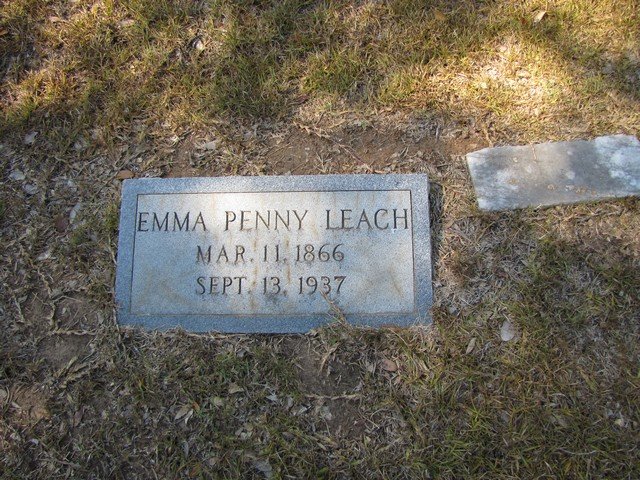 EMMA PENNY LEACH
MAR. 11, 1866
SEPT. 13, 1937